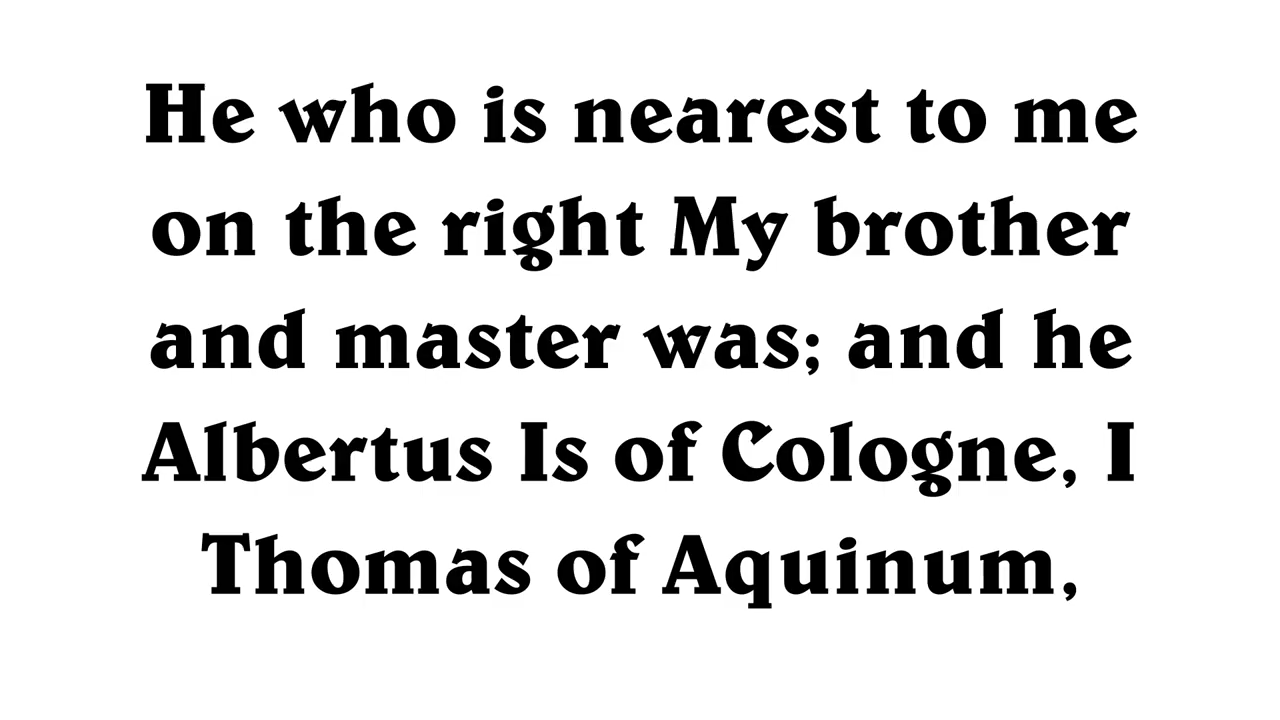 He who is nearest to me
on the right My brother
and master was; and he
Albertus Is of Cologne, I
Thomas of Aquinum,